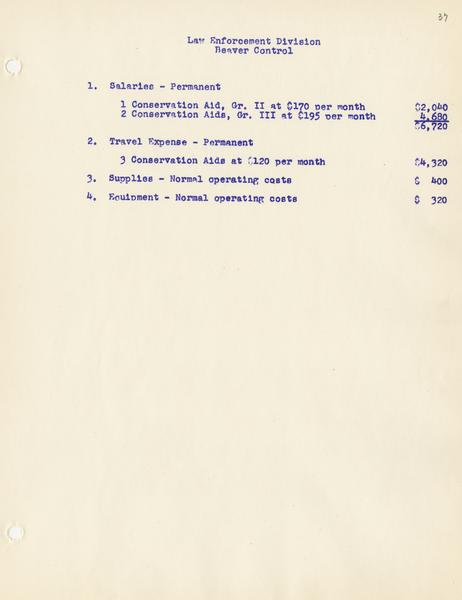 37
Law Enforcement Division
Beaver Control
1. Salaries - Permanent
1 Conservation Aid, Gr. II at $170 per month $2,040
2 Conservation Aids, Gr. III at $195 per month 4,680
$6,720
2. Travel Expense - Permanent
3 Conservation Aids at $120 per month $4,320
3. Supplies - Normal operating costs $ 400
4. Equipment - Normal operating costs $ 320